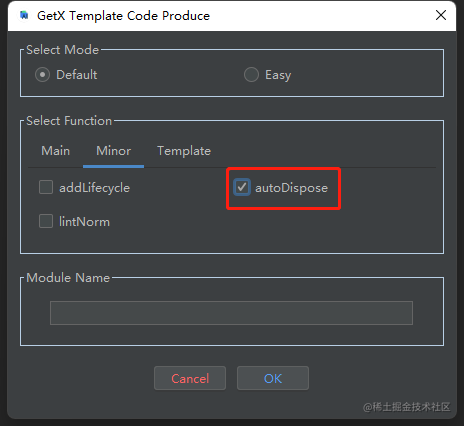 GetX Template Code Produce
Select Mode
Default
Easy
Select Function
Main
Minor
Template
addLifecycle
autoDispose
lintNorm
Module Name
Cancel
OK
@稀土掘金技术社区